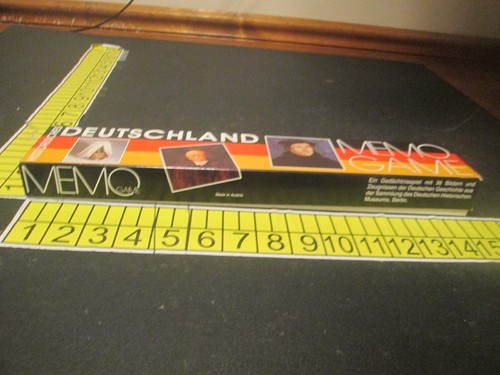 DEUTSCHLAND
MEMO
GAME
MEMO
GAME
Made in Austria
Ein Gedächtnisspiel mit 36 Bildern und
Zeugnissen der Deutschen Geschichte aus
der Sammlung des Deutschen Historischen
Museums, Berlin.
1 2 3 4 5 6 7 8 9 10 11 12 13 14 15